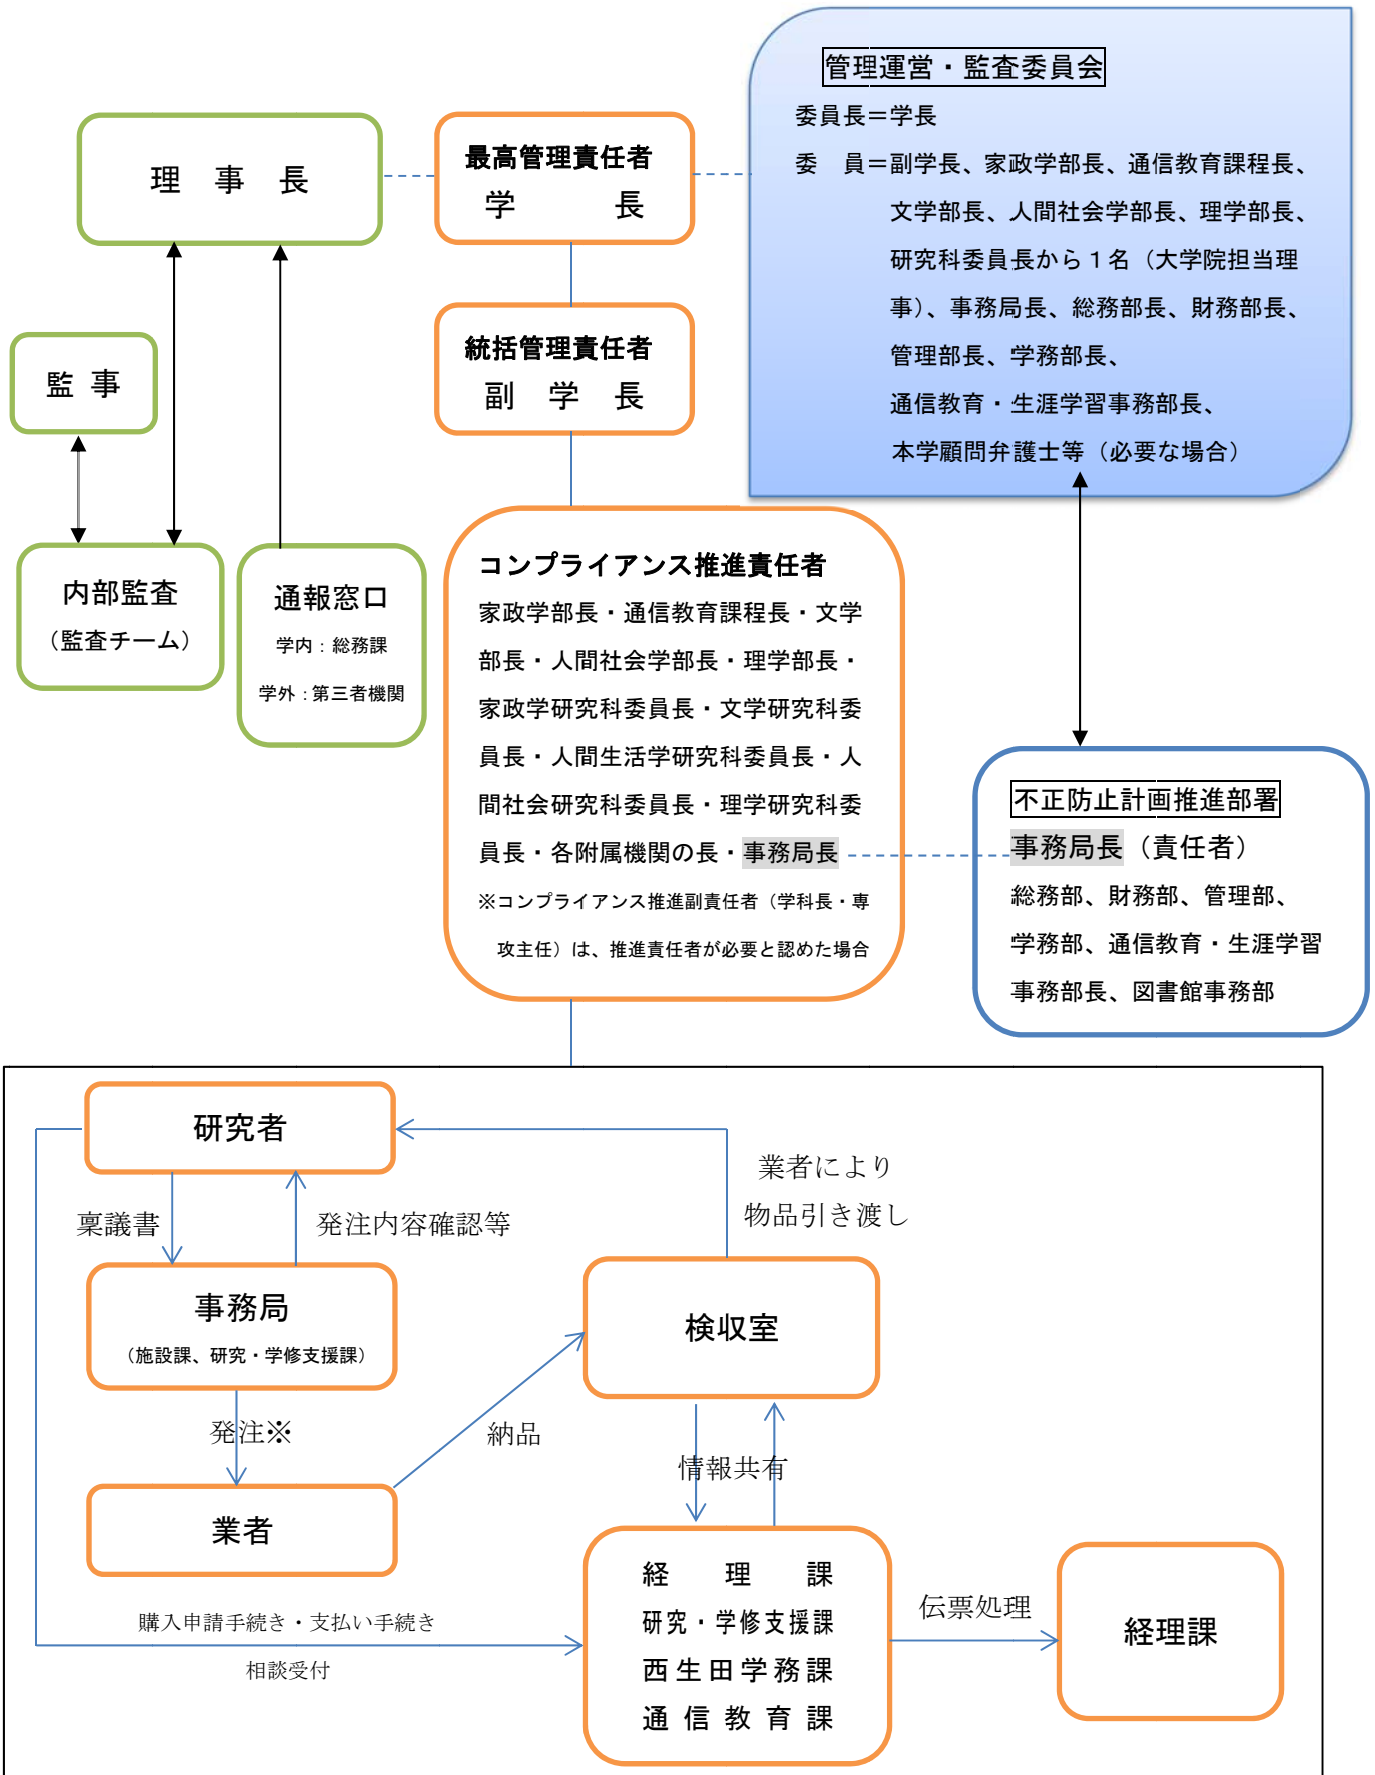 管理運営・監査委員会
委員長＝学長
委　員＝副学長、家政学部長、通信教育課程長、
文学部長、人間社会学部長、理学部長、
研究科委員長から１名（大学院担当理
事）、事務局長、総務部長、財務部長、
管理部長、学務部長、
通信教育・生涯学習事務部長、
本学顧問弁護士等（必要な場合）
理　事　長
最高管理責任者
学　　　長
統括管理責任者
副　学　長
監　事
内部監査
（監査チーム）
通報窓口
学内：総務課
学外：第三者機関
コンプライアンス推進責任者
家政学部長・通信教育課程長・文学
部長・人間社会学部長・理学部長・
家政学研究科委員長・文学研究科委
員長・人間生活学研究科委員長・人
間社会研究科委員長・理学研究科委
員長・各附属機関の長・事務局長
※コンプライアンス推進副責任者（学科長・専
攻主任）は、推進責任者が必要と認めた場合
不正防止計画推進部署
事務局長（責任者）
総務部、財務部、管理部、
学務部、通信教育・生涯学習
事務部長、図書館事務部
研究者
業者により
物品引き渡し
稟議書
発注内容確認等
事務局
（施設課、研究・学修支援課）
検収室
発注※
納品
情報共有
業者
経　理　課
研究・学修支援課
西生田学務課
通信教育課
伝票処理
経理課
購入申請手続き・支払い手続き
相談受付